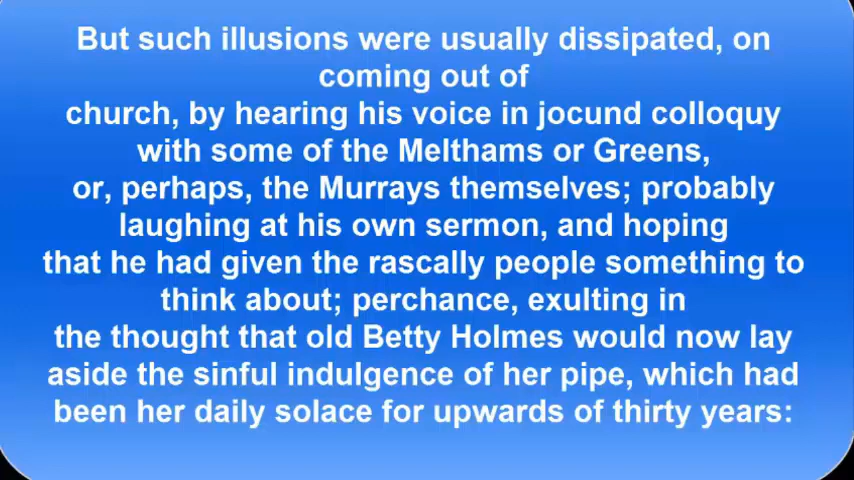 But such illusions were usually dissipated, on
coming out of
church, by hearing his voice in jocund colloquy
with some of the Melthams or Greens,
or, perhaps, the Murrays themselves; probably
laughing at his own sermon, and hoping
that he had given the rascally people something to
think about; perchance, exulting in
the thought that old Betty Holmes would now lay
aside the sinful indulgence of her pipe, which had
been her daily solace for upwards of thirty years: